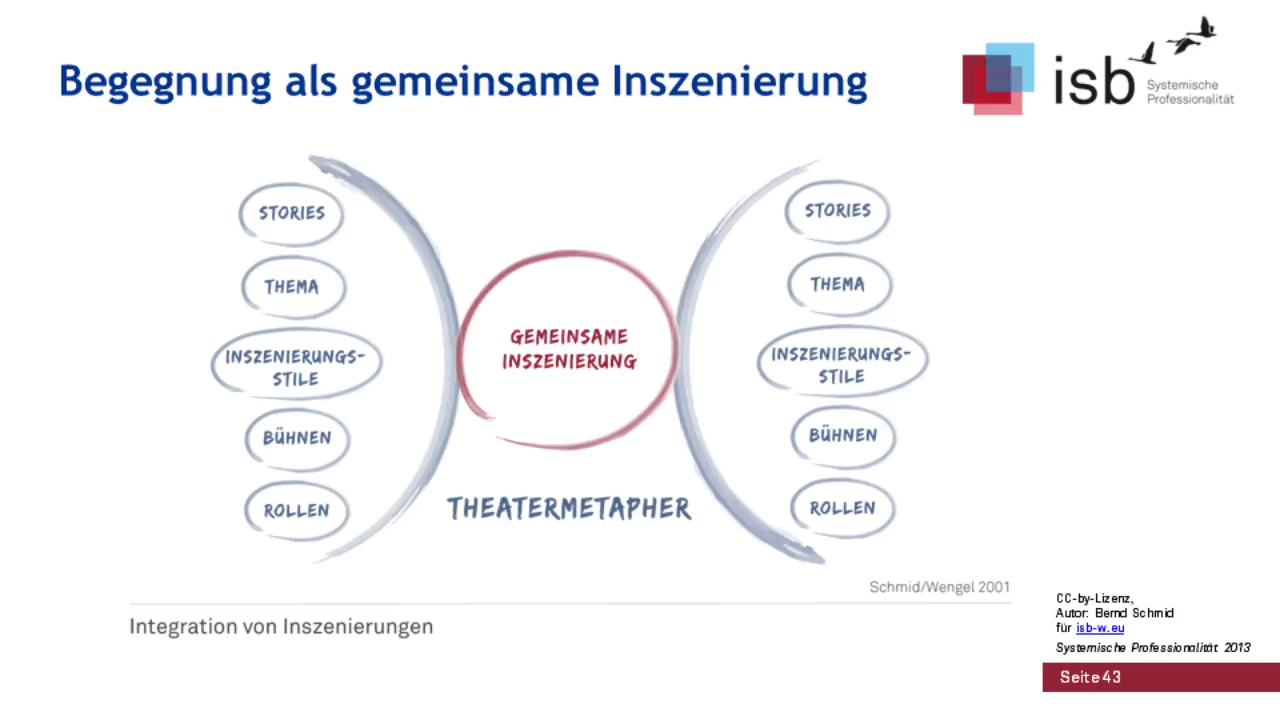 Begegnung als gemeinsame Inszenierung
isb
Systemische
Professionalität
STORIES
THEMA
INSZENIERUNGS-
STILE
BÜHNEN
ROLLEN
GEMEINSAME
INSZENIERUNG
THEATERMETAPHER
STORIES
THEMA
INSZENIERUNGS-
STILE
BÜHNEN
ROLLEN
Schmid/Wengel 2001
Integration von Inszenierungen
CC-by-Lizenz,
Autor: Bernd Schmid
für isb-w.eu
Systemische Professionalität 2013
Seite 43